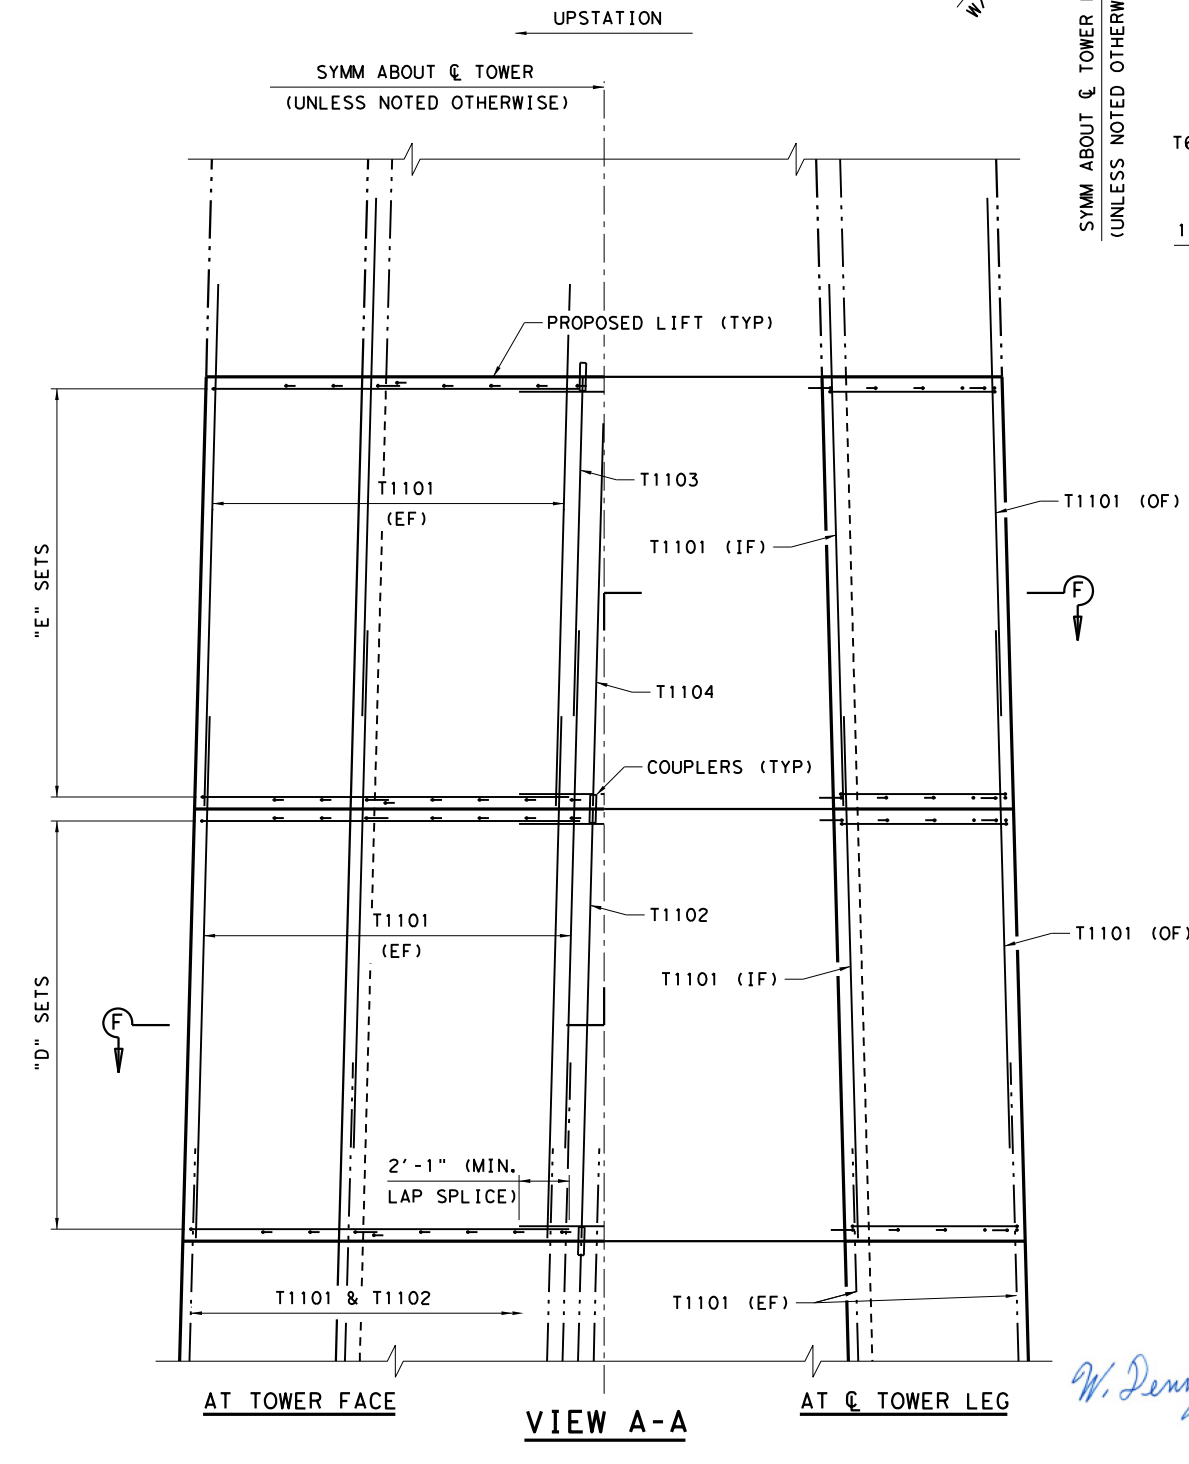 UPSTATION
SYMM ABOUT ℄ TOWER
(UNLESS NOTED OTHERWISE)
SYMM ABOUT ℄ TOWER
(UNLESS NOTED
PROPOSED LIFT (TYP)
T1103
T1101
(EF)
T1101 (OF)
T1101 (IF)
"E" SETS
F
T1104
COUPLERS (TYP)
T1102
T1101
(EF)
T1101 (OF)
T1101 (IF)
"D" SETS
F
2'-1" (MIN.
LAP SPLICE)
T1101 & T1102
T1101 (EF)
AT TOWER FACE
AT ℄ TOWER LEG
VIEW A-A
W.